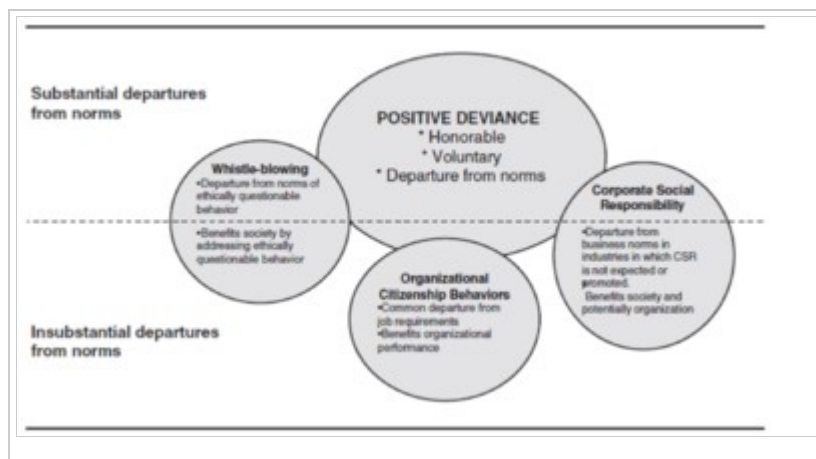 Substantial departures
from norms
POSITIVE DEVIANCE
* Honorable
* Voluntary
* Departure from norms
Whistle-blowing
•Departure from norms of
ethically questionable
behavior
•Benefits society by
addressing ethically
questionable behavior
Corporate Social
Responsibility
•Departure from
business norms in
industries in which CSR
is not expected or
promoted.
Benefits society and
potentially organization
Organizational
Citizenship Behaviors
•Common departure from
job requirements
•Benefits organizational
performance
Insubstantial departures
from norms